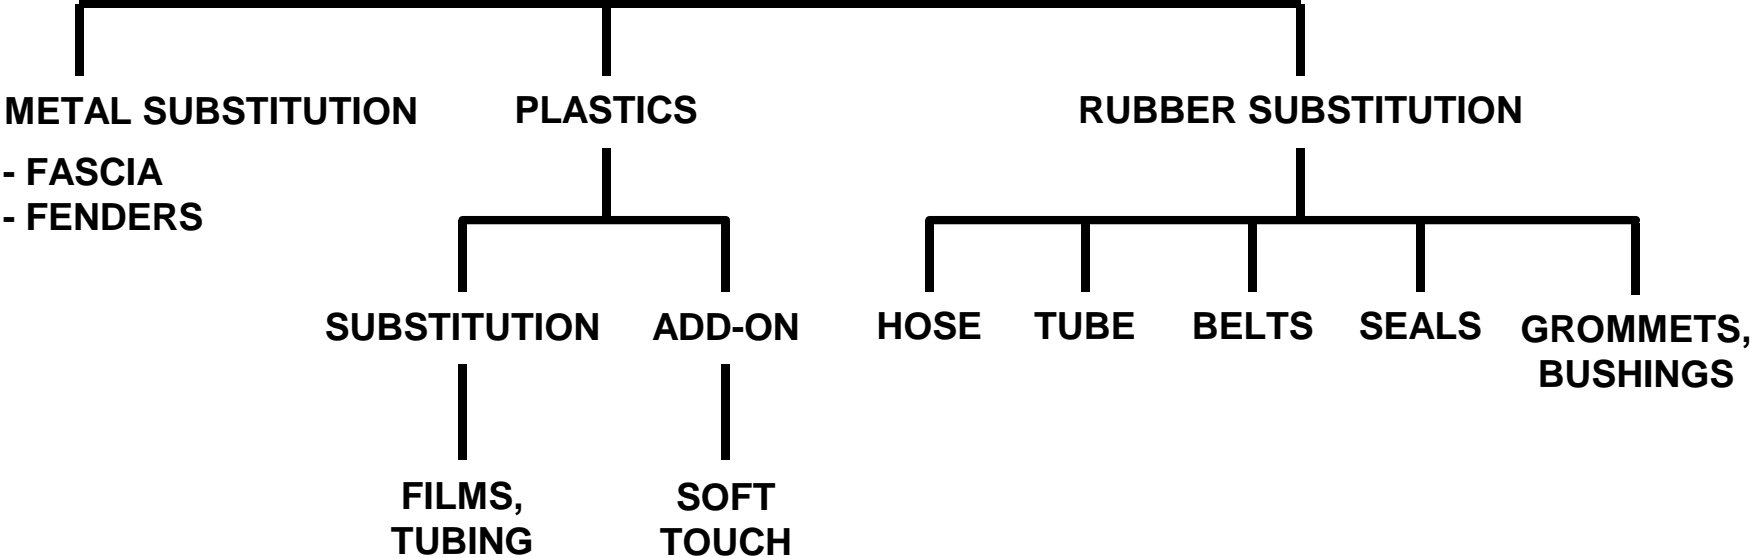 METAL SUBSTITUTION
PLASTICS
RUBBER SUBSTITUTION
- FASCIA
- FENDERS
SUBSTITUTION
ADD-ON
HOSE
TUBE
BELTS
SEALS
GROMMETS,
BUSHINGS
FILMS,
TUBING
SOFT
TOUCH